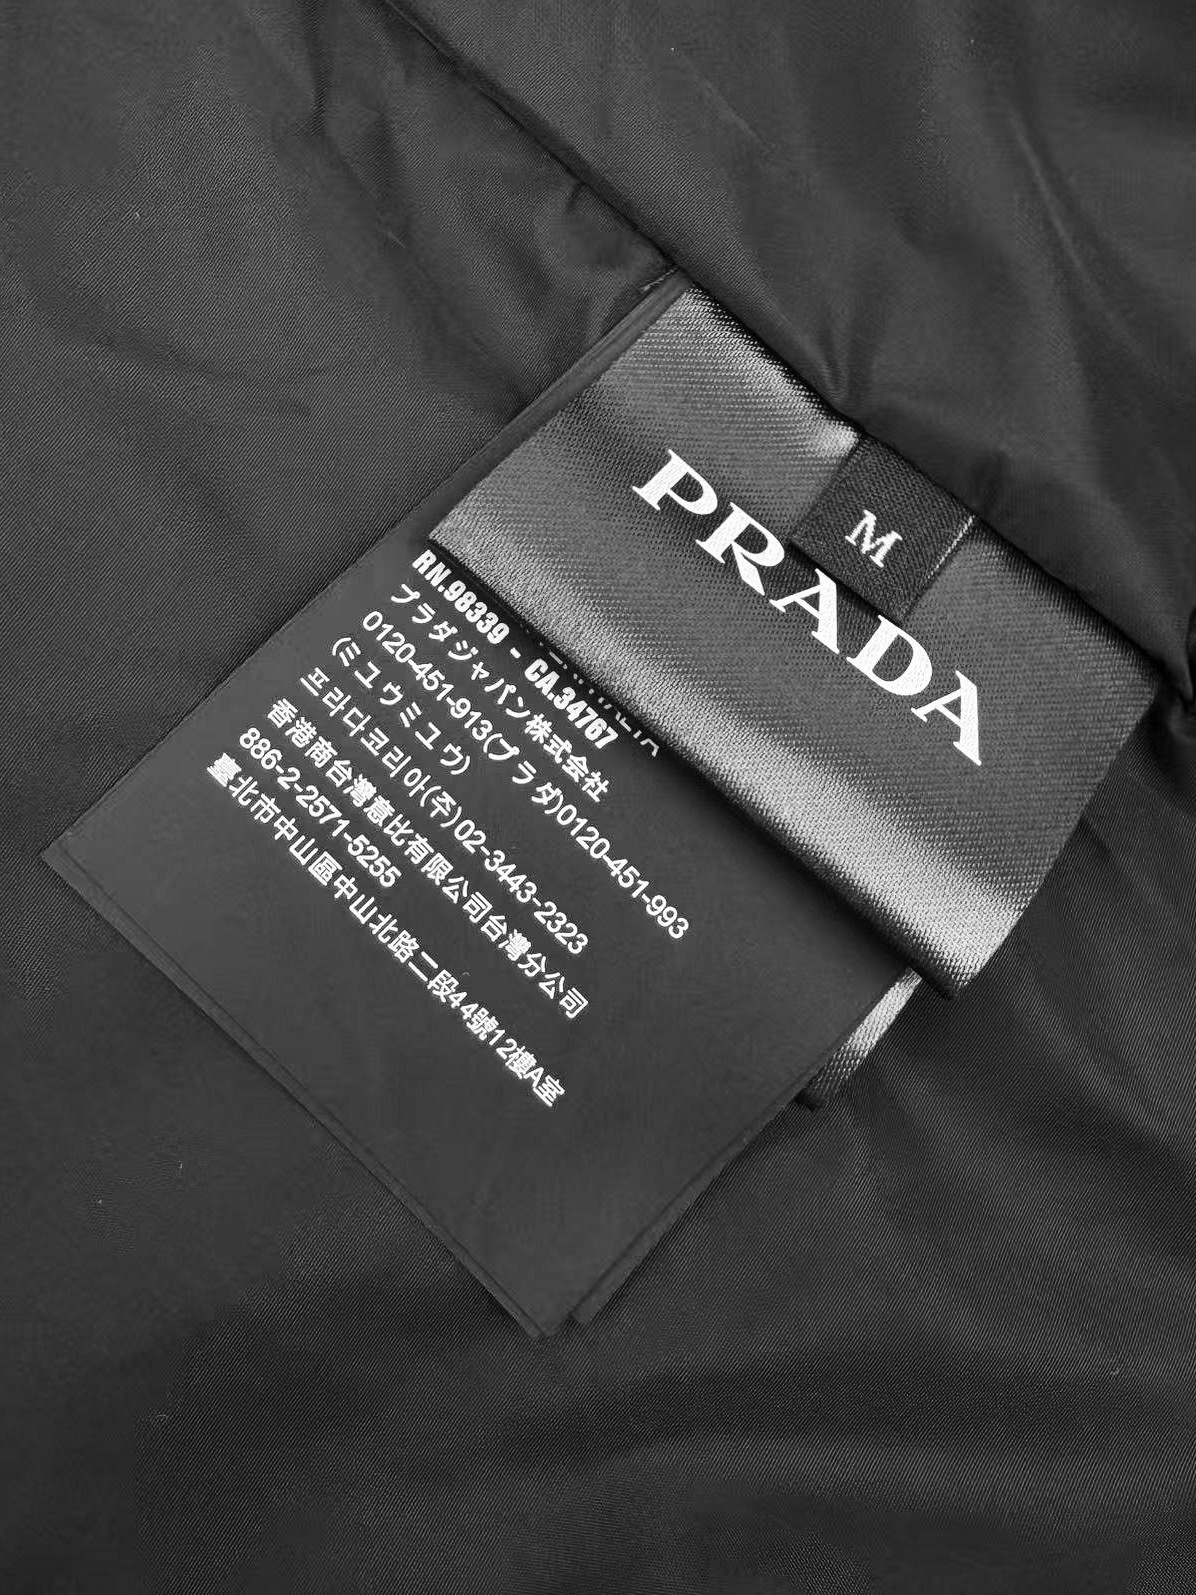 PRADA
M
RN.98339 - CA.34767
プラダジャパン株式会社
0120-451-913(プラダ)0120-451-993
(ミュウミュウ)
프라다코리아(주)02-3443-2323
香港商台灣意比有限公司台灣分公司
886-2-2571-5255
臺北市中山區中山北路二段44號12樓A室